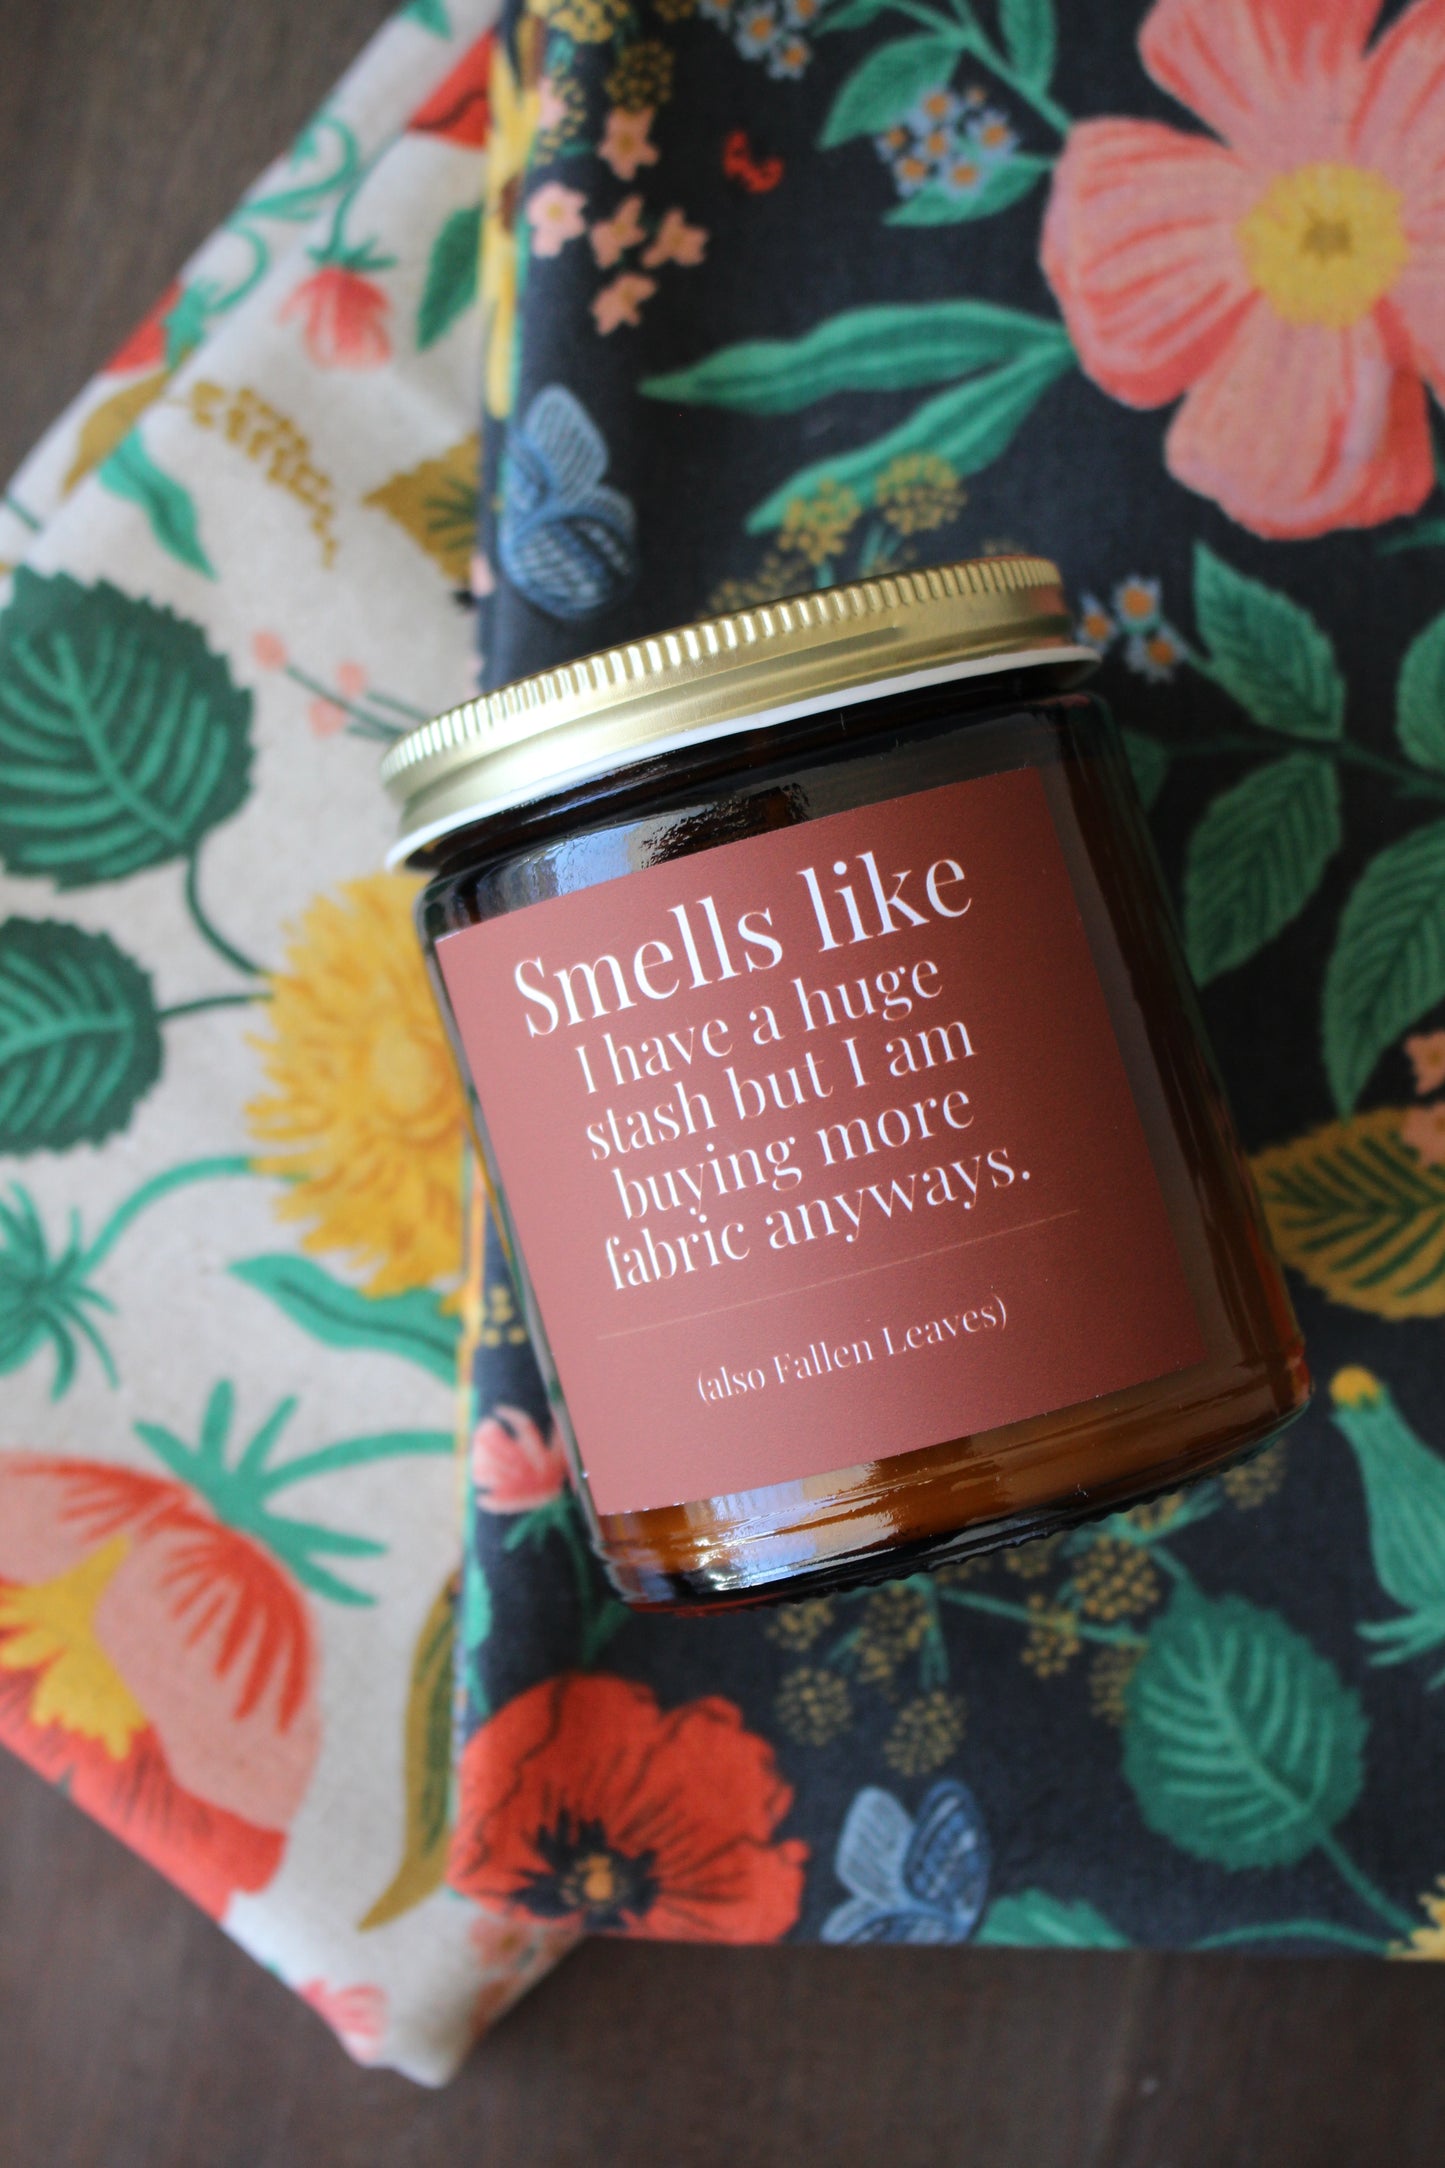 Smells like
I have a huge
stash but I am
buying more
fabric anyways.
(also Fallen Leaves)